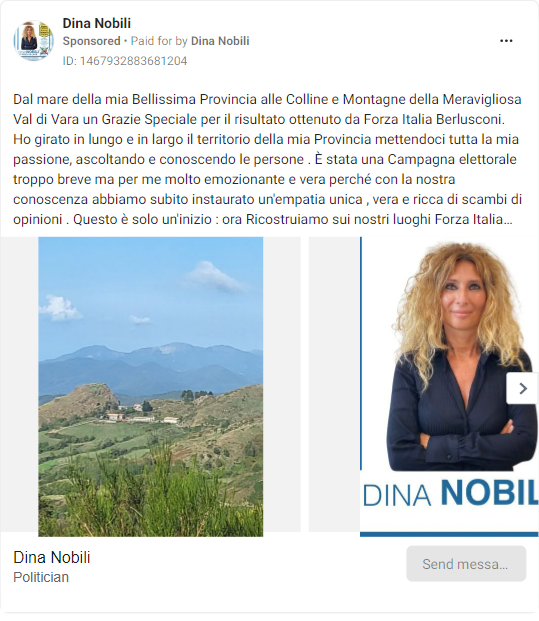 Dina Nobili
Sponsored • Paid for by Dina Nobili
ID: 1467932883681204
Dal mare della mia Bellissima Provincia alle Colline e Montagne della Meravigliosa
Val di Vara un Grazie Speciale per il risultato ottenuto da Forza Italia Berlusconi.
Ho girato in lungo e in largo il territorio della mia Provincia mettendoci tutta la mia
passione, ascoltando e conoscendo le persone . È stata una Campagna elettorale
troppo breve ma per me molto emozionante e vera perché con la nostra
conoscenza abbiamo subito instaurato un'empatia unica , vera e ricca di scambi di
opinioni . Questo è solo un'inizio : ora Ricostruiamo sui nostri luoghi Forza Italia...
DINA NOBIL
Dina Nobili
Politician
Send messa...